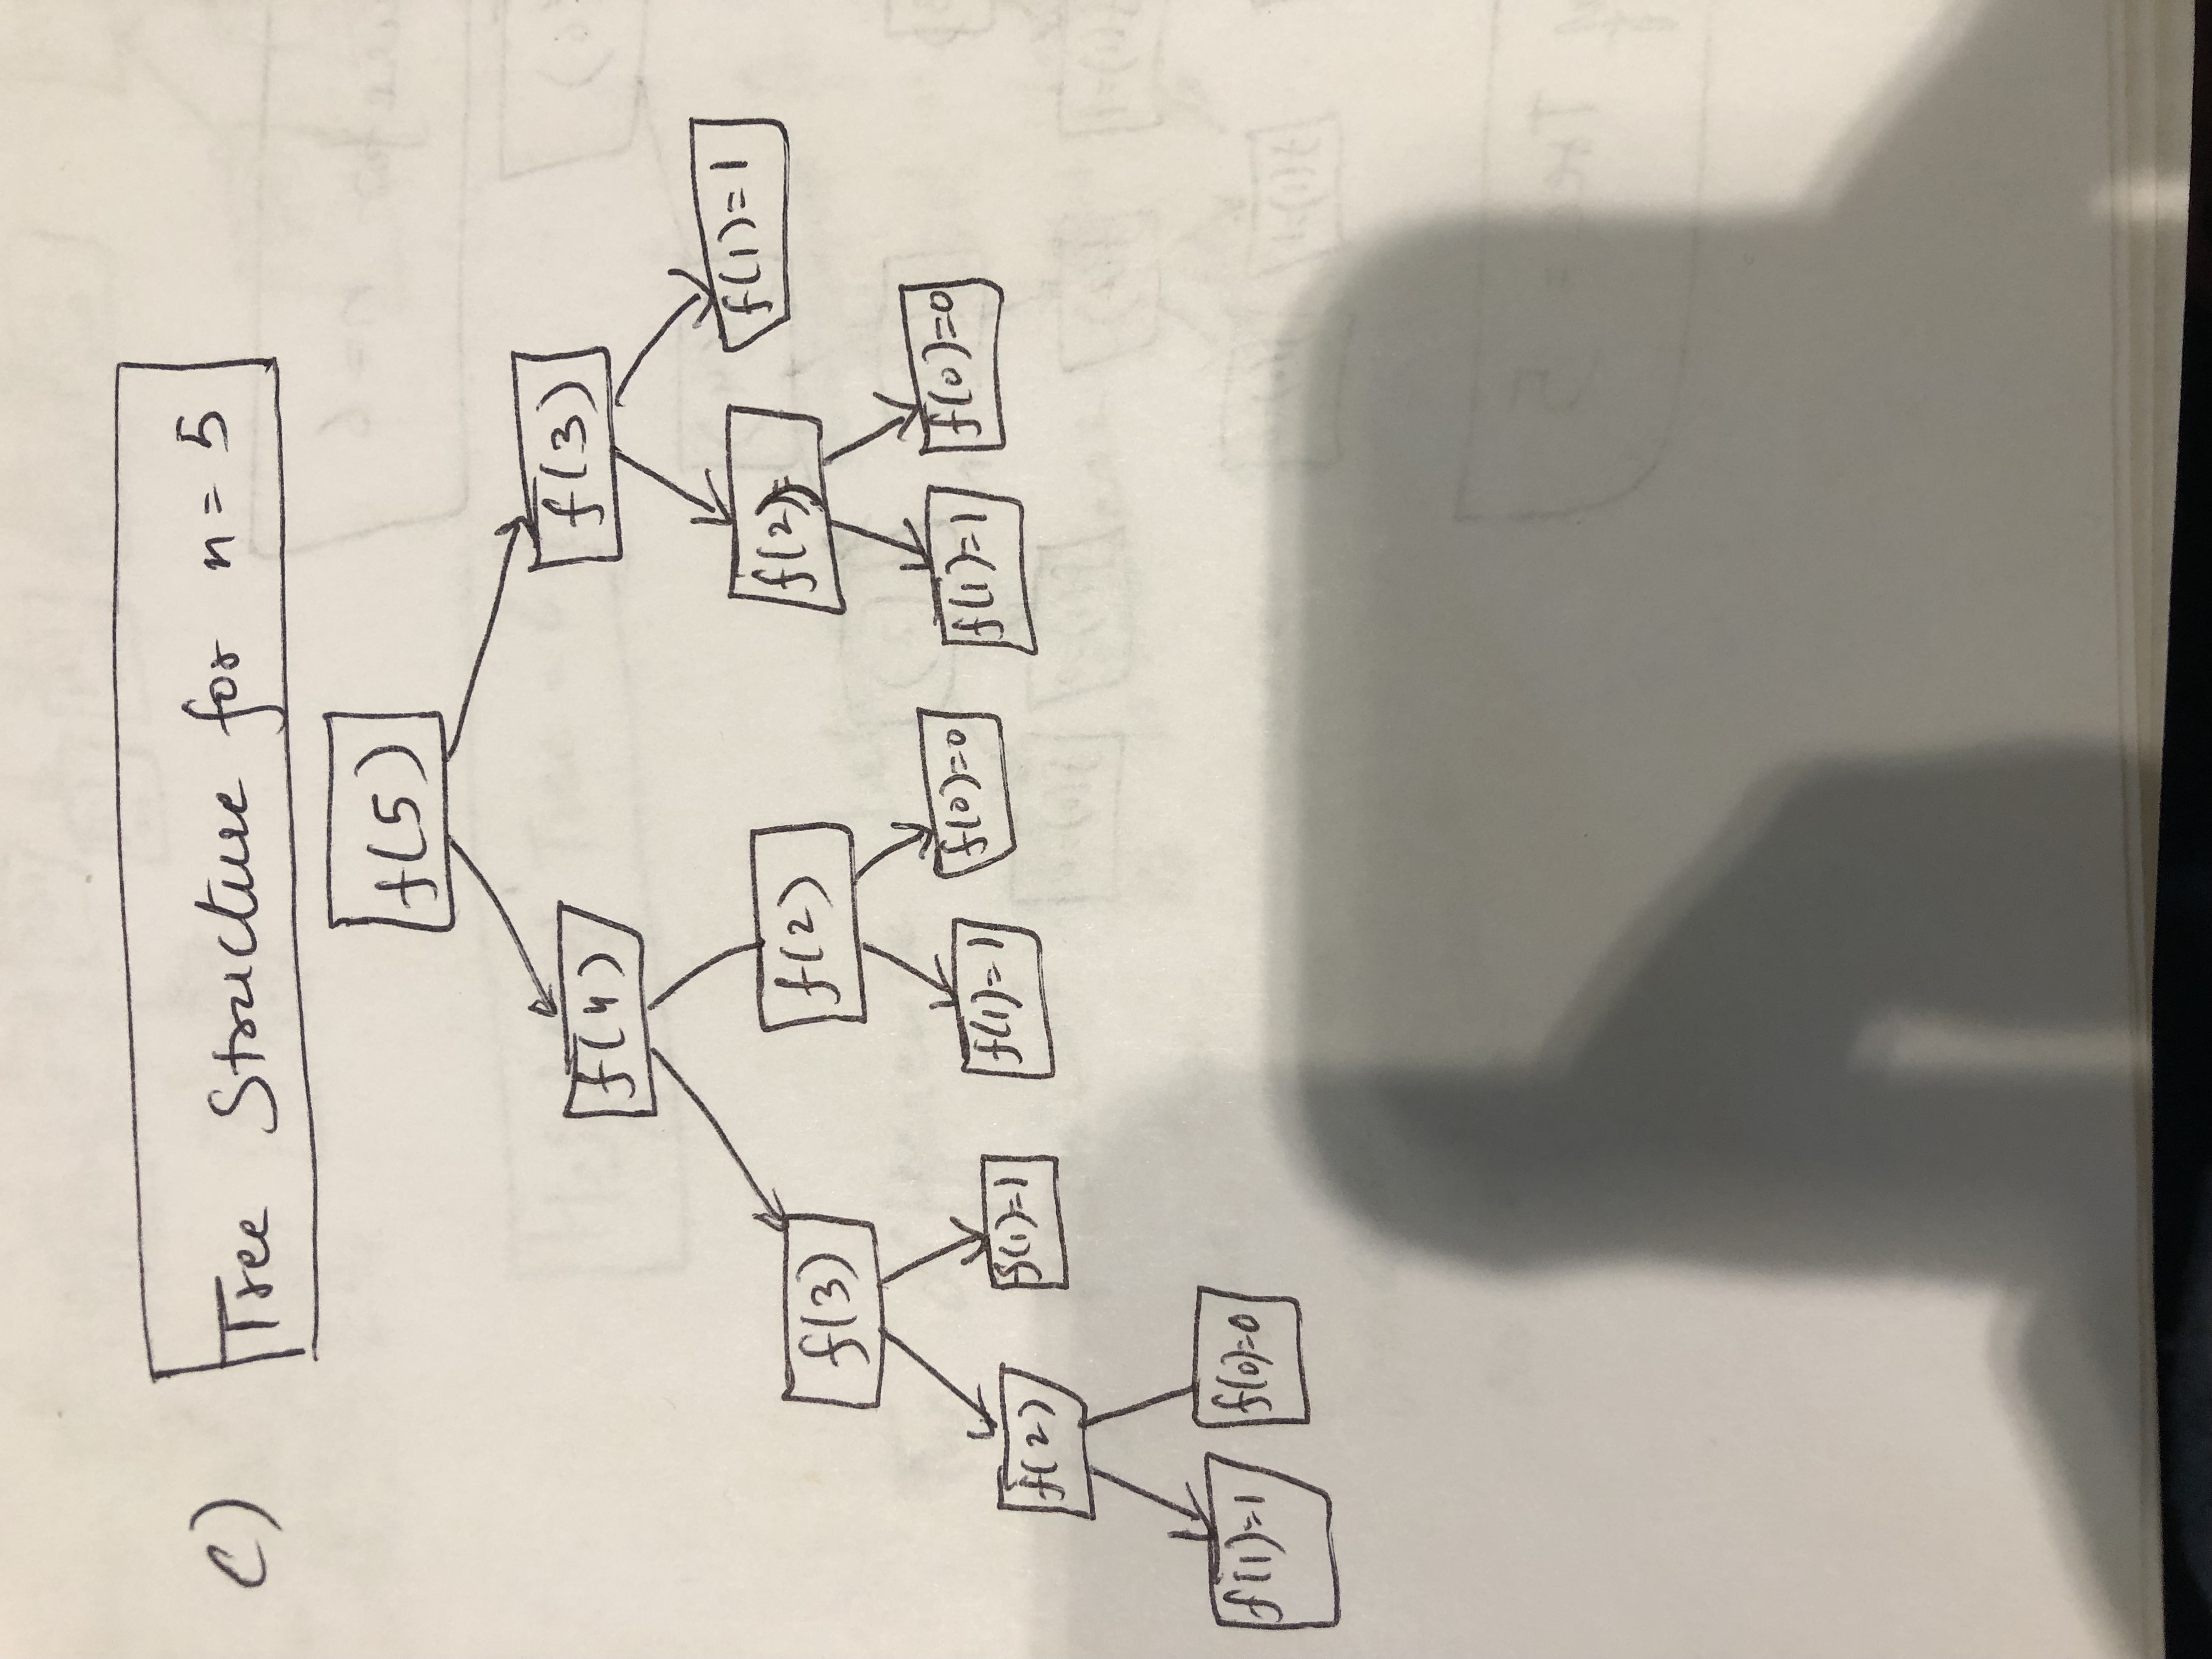 c) Tree Structure for n = 5
f(5)
f(4) f(3)
f(3) f(2) f(2)= f(1)=1
f(2) f(1)=1 f(1)=1 f(0)=0 f(1)=1 f(0)=0
f(1)=1 f(0)=0